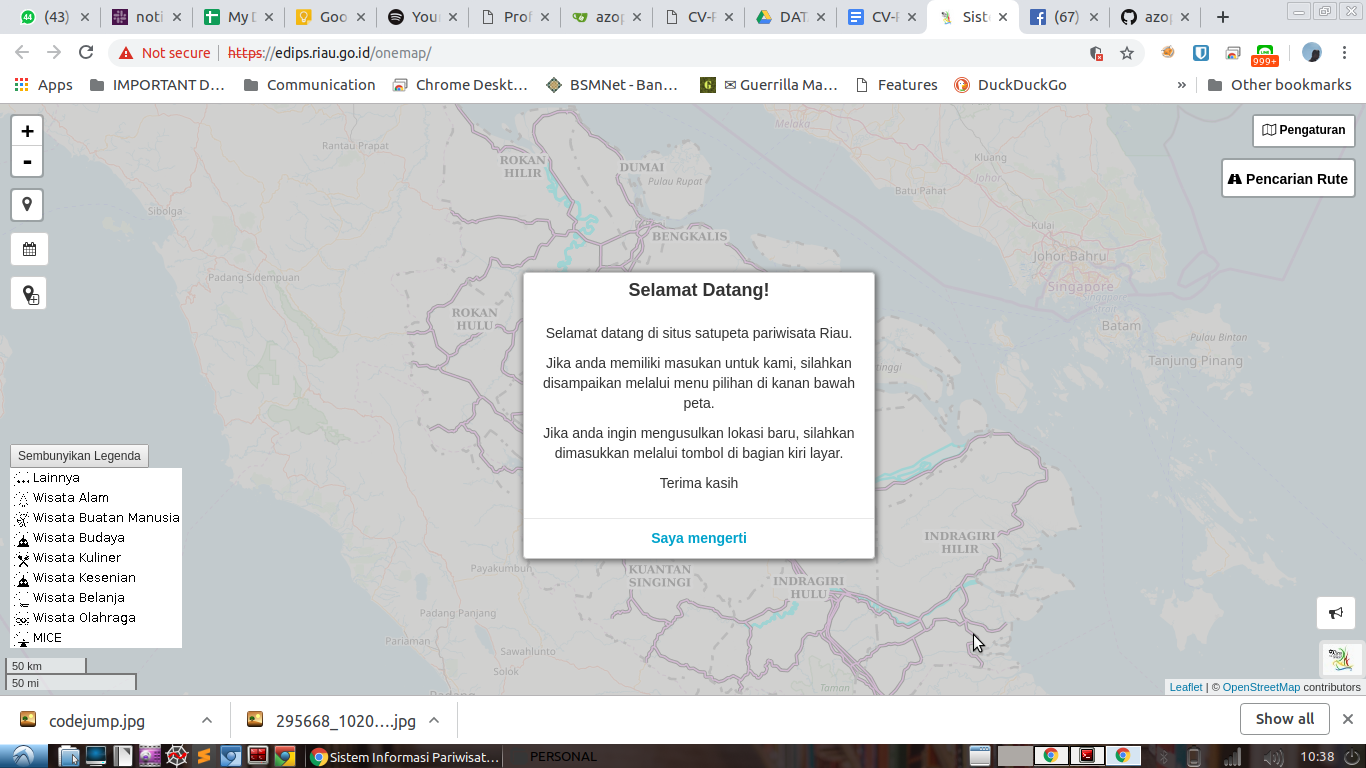 (43)
noti
My D
Goo
You
Prof
azop
CV-F
DAT
CV-F
Sist
(67)
azop
Not secure
https://edips.riau.go.id/onemap/
999+
Apps
IMPORTANT D…
Communication
Chrome Deskt…
BSMNet - Ban…
✉ Guerrilla Ma…
Features
DuckDuckGo
»
Other bookmarks
+
-
Pengaturan
Pencarian Rute
Rantau Prapat
Sibolga
Padang Sidempuan
ROKAN
HILIR
DUMAI
Pulau Rupat
BENGKALIS
Melaka
Kluang
Johor
Batu Pahat
Kulai
Johor Bahru
Singapore
Singapore
Strait
Batam
Pulau Bintan
Tanjung Pinang
ROKAN
HULU
Selamat Datang!
Selamat datang di situs satupeta pariwisata Riau.
Jika anda memiliki masukan untuk kami, silahkan
disampaikan melalui menu pilihan di kanan bawah
peta.
Jika anda ingin mengusulkan lokasi baru, silahkan
dimasukkan melalui tombol di bagian kiri layar.
Terima kasih
Saya mengerti
INDRAGIRI
HILIR
KUANTAN
SINGINGI
INDRAGIRI
HULU
Payakumbuh
Padang Panjang
Pariaman
Sawahlunto
Solok
Padang
Taman
Sembunyikan Legenda
Lainnya
Wisata Alam
Wisata Buatan Manusia
Wisata Budaya
Wisata Kuliner
Wisata Kesenian
Wisata Belanja
Wisata Olahraga
MICE
50 km
50 mi
Leaflet | © OpenStreetMap contributors
codejump.jpg
295668_1020….jpg
Show all
Sistem Informasi Pariwisat…
PERSONAL
10:38